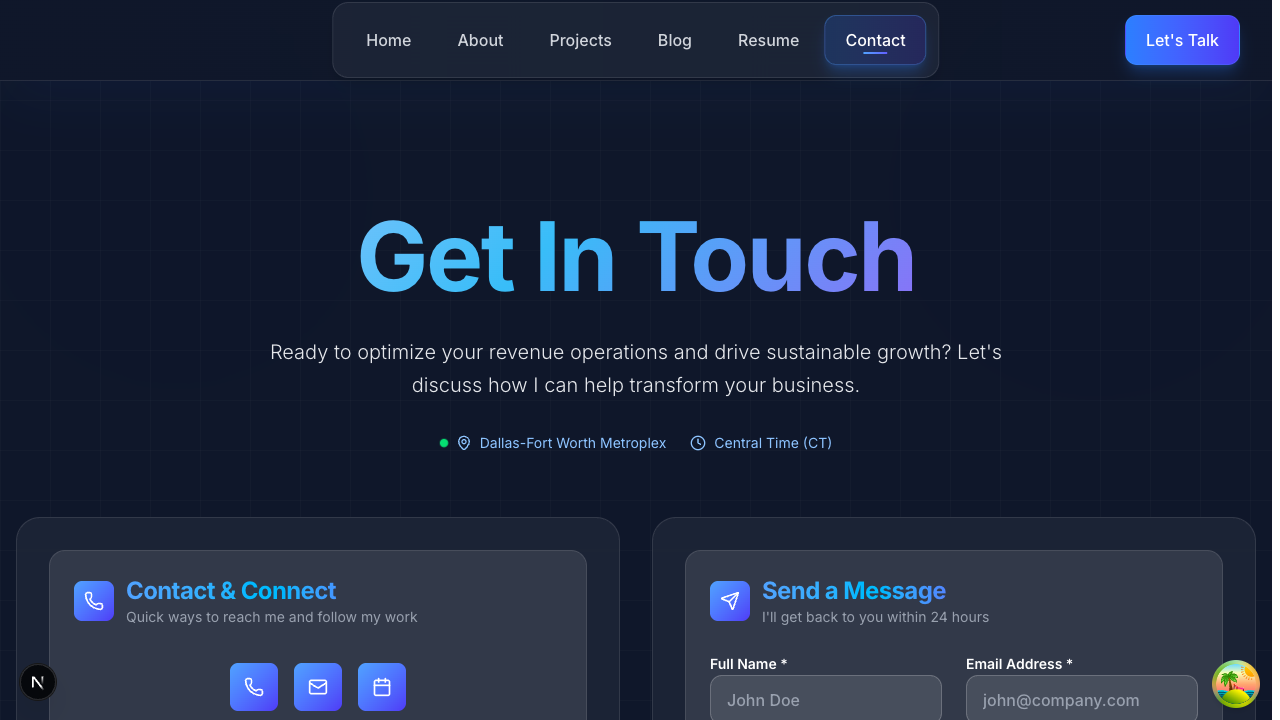 Home About Projects Blog Resume Contact Let's Talk
Get In Touch
Ready to optimize your revenue operations and drive sustainable growth? Let's
discuss how I can help transform your business.
Dallas-Fort Worth Metroplex Central Time (CT)
Contact & Connect
Quick ways to reach me and follow my work
Send a Message
I'll get back to you within 24 hours
Full Name * Email Address *
John Doe john@company.com
N